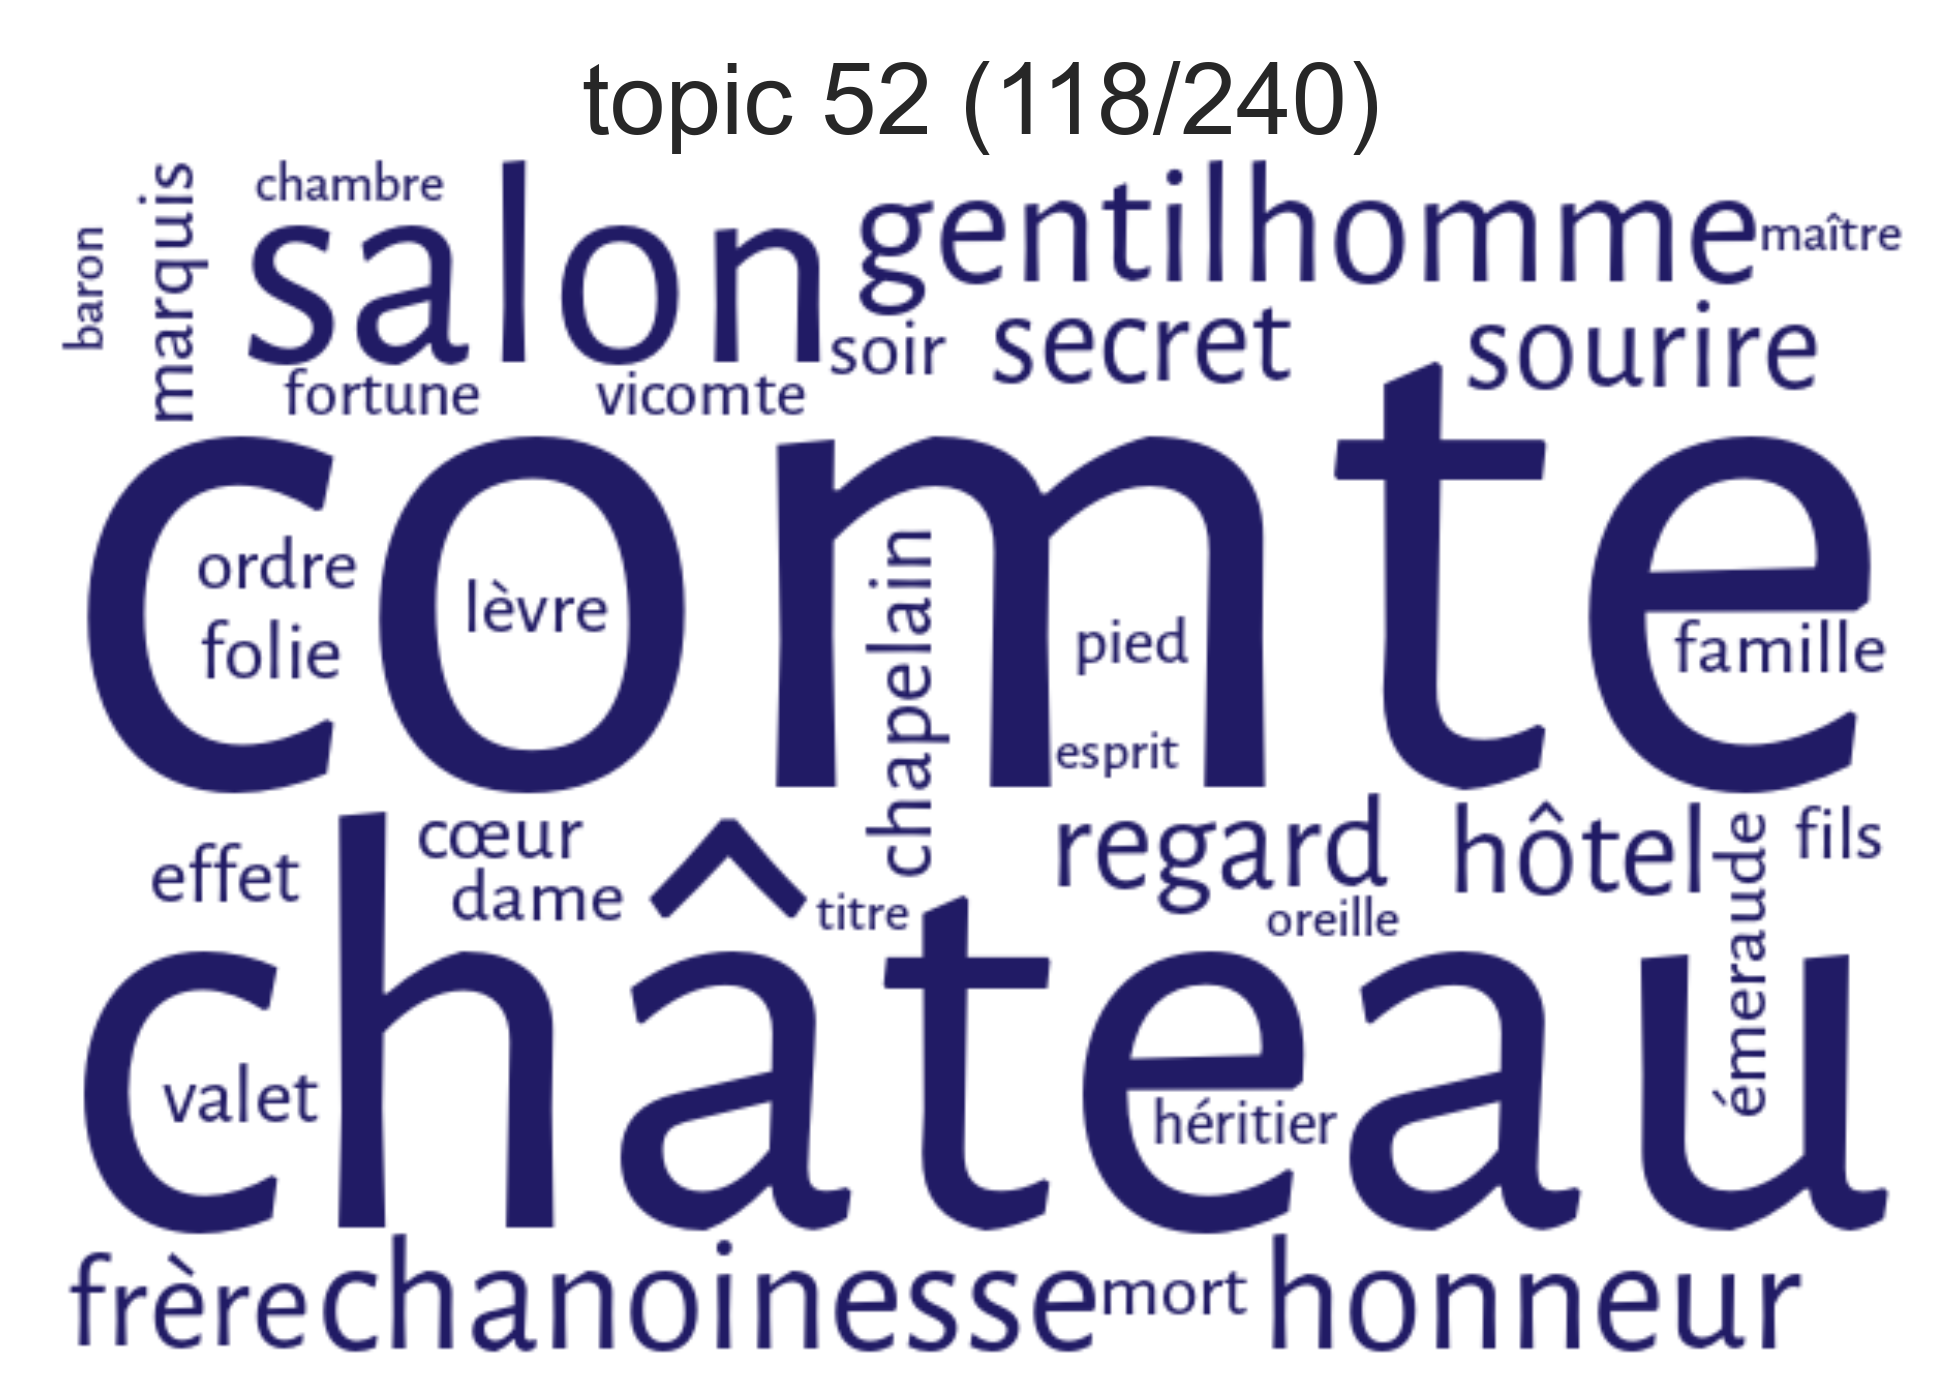 topic 52 (118/240)
baron
marquis
chambre
salon
gentilhomme
maître
soir
secret
sourire
fortune
vicomte
comte
ordre
folie
lèvre
chapelain
pied
esprit
famille
effet
cœur
dame
titre
regard
oreille
hôtel
émeraude
fils
château
valet
héritier
frère
chanoinesse
mort
honneur